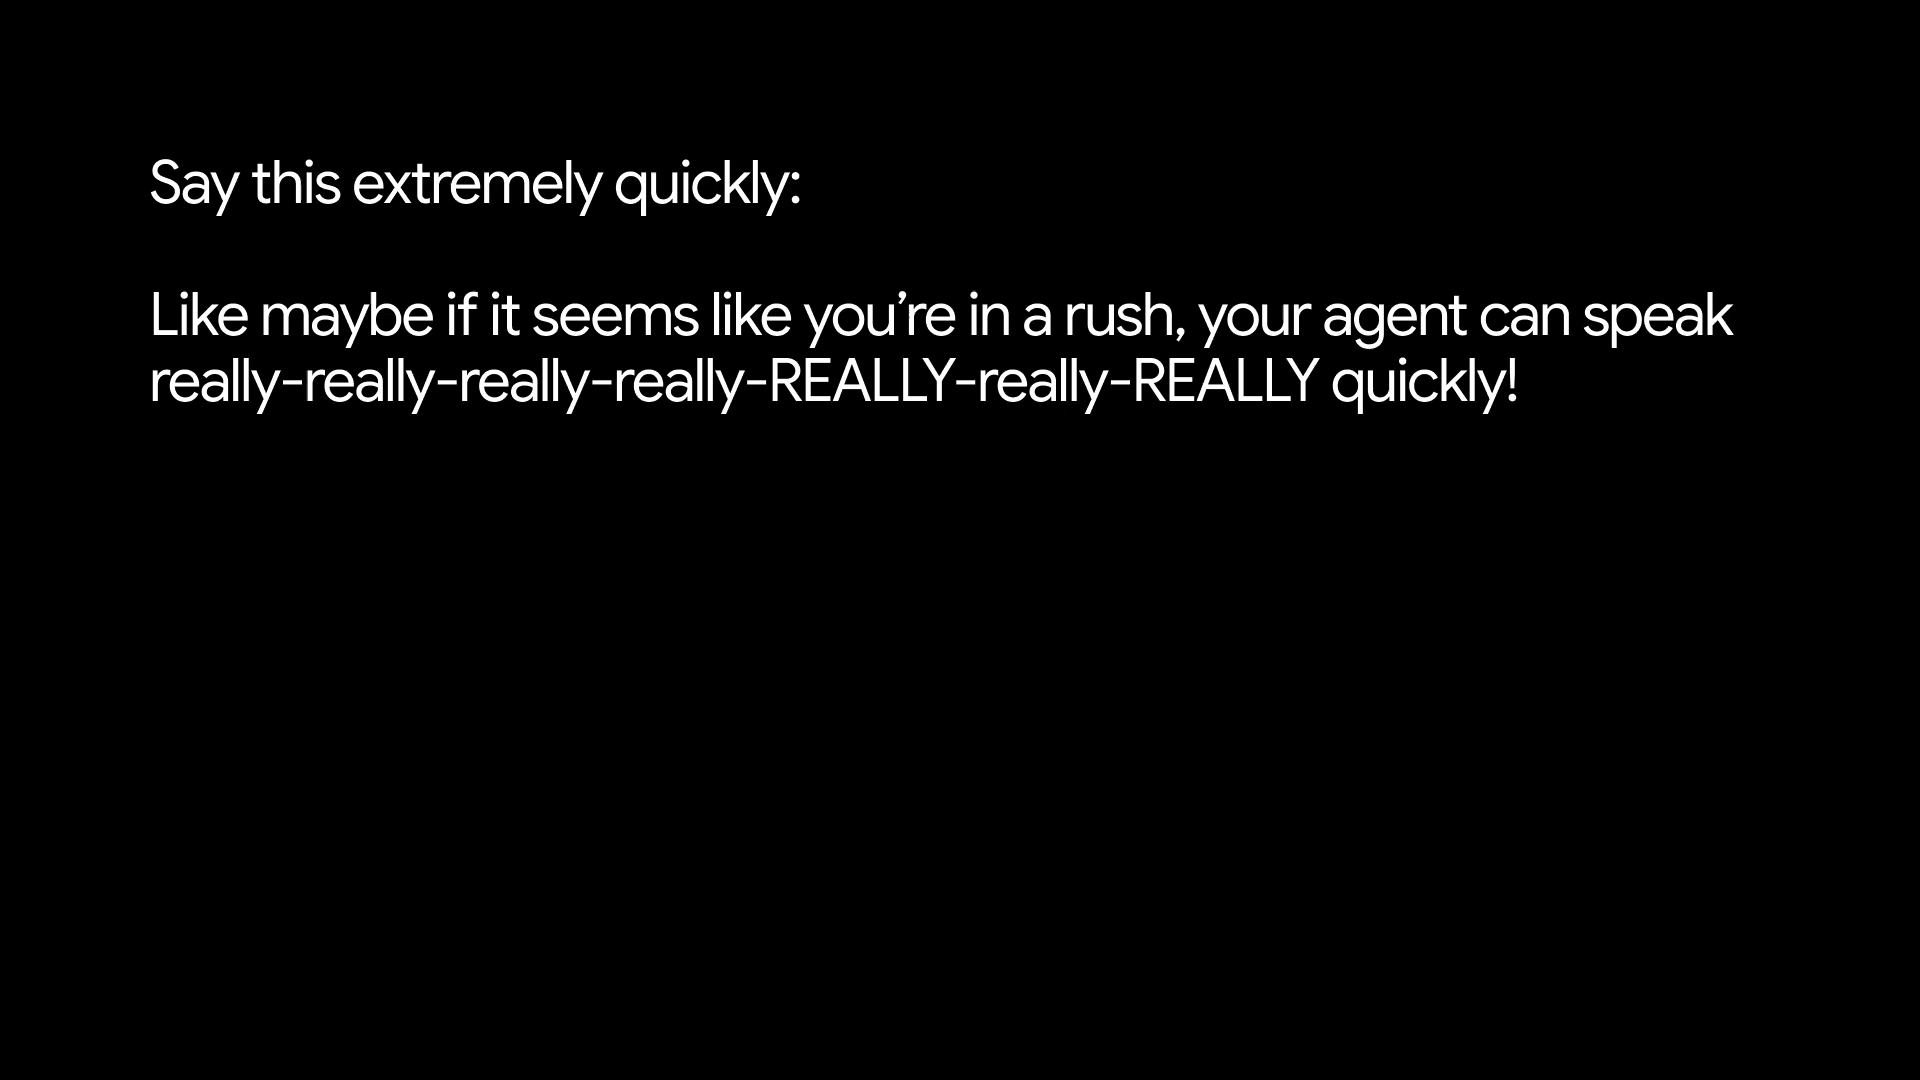 Say this extremely quickly:
Like maybe if it seems like you’re in a rush, your agent can speak
really-really-really-really-REALLY-really-REALLY quickly!